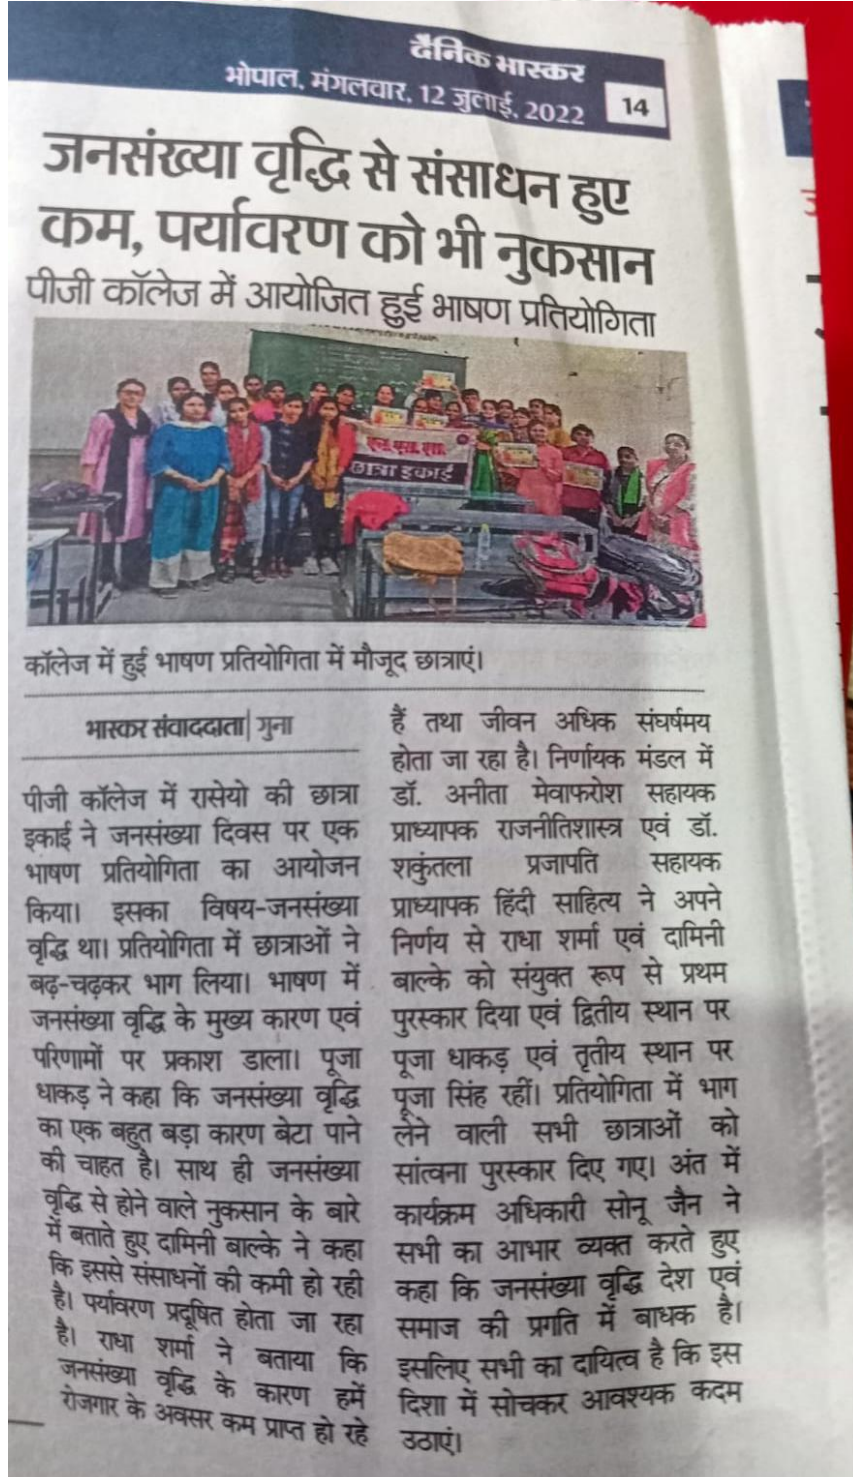 दैनिक भास्कर
भोपाल, मंगलवार, 12 जुलाई, 2022
14
जनसंख्या वृद्धि से संसाधन हुए
कम, पर्यावरण को भी नुकसान
पीजी कॉलेज में आयोजित हुई भाषण प्रतियोगिता
एन.एस.एस.
छात्रा इकाई
कॉलेज में हुई भाषण प्रतियोगिता में मौजूद छात्राएं।
भास्कर संवाददाता | गुना
पीजी कॉलेज में रासेयो की छात्रा
इकाई ने जनसंख्या दिवस पर एक
भाषण प्रतियोगिता का आयोजन
किया। इसका विषय-जनसंख्या
वृद्धि था। प्रतियोगिता में छात्राओं ने
बढ़-चढ़कर भाग लिया। भाषण में
जनसंख्या वृद्धि के मुख्य कारण एवं
परिणामों पर प्रकाश डाला। पूजा
धाकड़ ने कहा कि जनसंख्या वृद्धि
का एक बहुत बड़ा कारण बेटा पाने
की चाहत है। साथ ही जनसंख्या
वृद्धि से होने वाले नुकसान के बारे
में बताते हुए दामिनी बाल्के ने कहा
कि इससे संसाधनों की कमी हो रही
है। पर्यावरण प्रदूषित होता जा रहा
है। राधा शर्मा ने बताया कि
जनसंख्या वृद्धि के कारण हमें
रोजगार के अवसर कम प्राप्त हो रहे
हैं तथा जीवन अधिक संघर्षमय
होता जा रहा है। निर्णायक मंडल में
डॉ. अनीता मेवाफरोश सहायक
प्राध्यापक राजनीतिशास्त्र एवं डॉ.
शकुंतला प्रजापति सहायक
प्राध्यापक हिंदी साहित्य ने अपने
निर्णय से राधा शर्मा एवं दामिनी
बाल्के को संयुक्त रूप से प्रथम
पुरस्कार दिया एवं द्वितीय स्थान पर
पूजा धाकड़ एवं तृतीय स्थान पर
पूजा सिंह रहीं। प्रतियोगिता में भाग
लेने वाली सभी छात्राओं को
सांत्वना पुरस्कार दिए गए। अंत में
कार्यक्रम अधिकारी सोनू जैन ने
सभी का आभार व्यक्त करते हुए
कहा कि जनसंख्या वृद्धि देश एवं
समाज की प्रगति में बाधक है।
इसलिए सभी का दायित्व है कि इस
दिशा में सोचकर आवश्यक कदम
उठाएं।